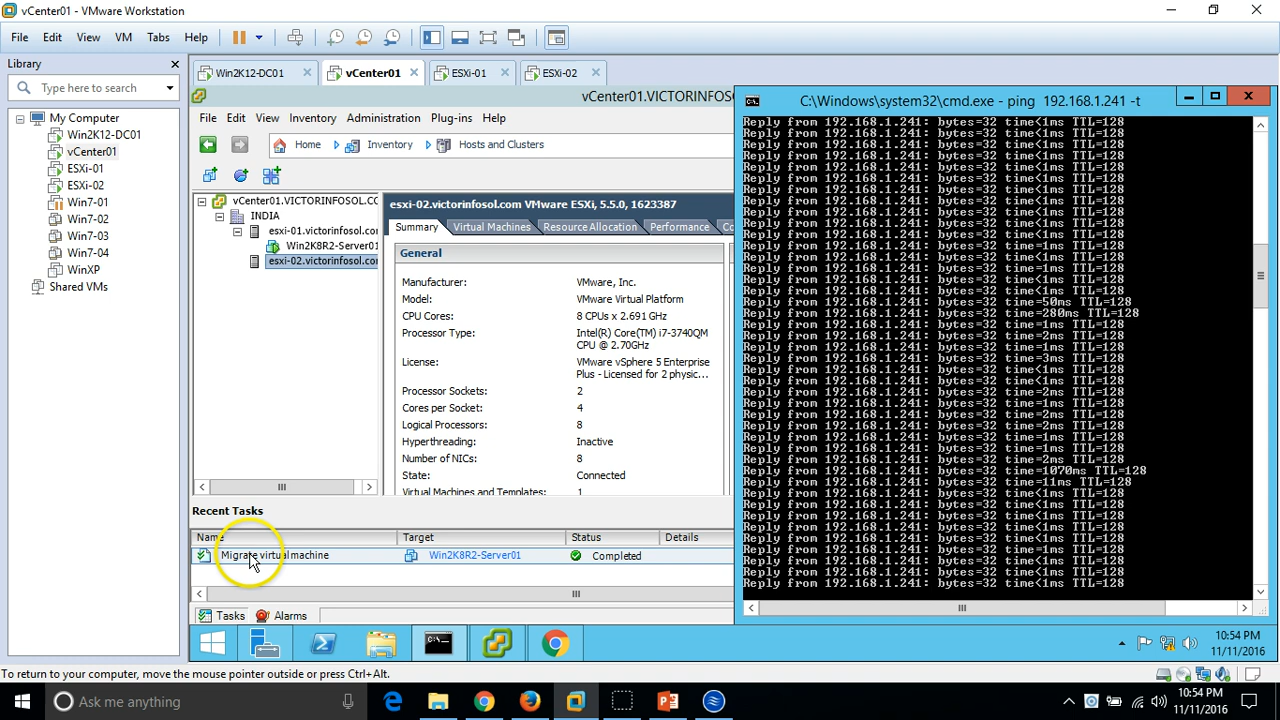 vCenter01 - VMware Workstation
File Edit View VM Tabs Help
Library
Type here to search
My Computer
Win2K12-DC01
vCenter01
ESXi-01
ESXi-02
Win7-01
Win7-02
Win7-03
Win7-04
WinXP
Shared VMs
Win2K12-DC01 vCenter01 ESXi-01 ESXi-02
vCenter01.VICTORINFOS
File Edit View Inventory Administration Plug-ins Help
Home Inventory Hosts and Clusters
vCenter01.VICTORINFOSOL.CO
INDIA
esxi-01.victorinfosol.con
Win2K8R2-Server01
esxi-02.victorinfosol.con
esxi-02.victorinfosol.com VMware ESXi, 5.5.0, 1623387
Summary Virtual Machines Resource Allocation Performance Co
General
Manufacturer: VMware, Inc.
Model: VMware Virtual Platform
CPU Cores: 8 CPUs x 2.691 GHz
Processor Type: Intel(R) Core(TM) i7-3740QM
CPU @ 2.70GHz
License: VMware vSphere 5 Enterprise
Plus - Licensed for 2 physic...
Processor Sockets: 2
Cores per Socket: 4
Logical Processors: 8
Hyperthreading: Inactive
Number of NICs: 8
State: Connected
Virtual Machines and Templates: 1
Recent Tasks
Name Target Status Details
Migrate virtual machine Win2K8R2-Server01 Completed
Tasks Alarms
C:\Windows\system32\cmd.exe - ping 192.168.1.241 -t
Reply from 192.168.1.241: bytes=32 time<1ms TTL=128
Reply from 192.168.1.241: bytes=32 time<1ms TTL=128
Reply from 192.168.1.241: bytes=32 time<1ms TTL=128
Reply from 192.168.1.241: bytes=32 time<1ms TTL=128
Reply from 192.168.1.241: bytes=32 time<1ms TTL=128
Reply from 192.168.1.241: bytes=32 time<1ms TTL=128
Reply from 192.168.1.241: bytes=32 time<1ms TTL=128
Reply from 192.168.1.241: bytes=32 time<1ms TTL=128
Reply from 192.168.1.241: bytes=32 time<1ms TTL=128
Reply from 192.168.1.241: bytes=32 time<1ms TTL=128
Reply from 192.168.1.241: bytes=32 time<1ms TTL=128
Reply from 192.168.1.241: bytes=32 time=1ms TTL=128
Reply from 192.168.1.241: bytes=32 time<1ms TTL=128
Reply from 192.168.1.241: bytes=32 time=1ms TTL=128
Reply from 192.168.1.241: bytes=32 time<1ms TTL=128
Reply from 192.168.1.241: bytes=32 time<1ms TTL=128
Reply from 192.168.1.241: bytes=32 time=50ms TTL=128
Reply from 192.168.1.241: bytes=32 time=280ms TTL=128
Reply from 192.168.1.241: bytes=32 time=1ms TTL=128
Reply from 192.168.1.241: bytes=32 time=2ms TTL=128
Reply from 192.168.1.241: bytes=32 time=1ms TTL=128
Reply from 192.168.1.241: bytes=32 time=3ms TTL=128
Reply from 192.168.1.241: bytes=32 time<1ms TTL=128
Reply from 192.168.1.241: bytes=32 time<1ms TTL=128
Reply from 192.168.1.241: bytes=32 time=2ms TTL=128
Reply from 192.168.1.241: bytes=32 time=1ms TTL=128
Reply from 192.168.1.241: bytes=32 time=2ms TTL=128
Reply from 192.168.1.241: bytes=32 time<1ms TTL=128
Reply from 192.168.1.241: bytes=32 time=1ms TTL=128
Reply from 192.168.1.241: bytes=32 time=2ms TTL=128
Reply from 192.168.1.241: bytes=32 time=1070ms TTL=128
Reply from 192.168.1.241: bytes=32 time=11ms TTL=128
Reply from 192.168.1.241: bytes=32 time<1ms TTL=128
Reply from 192.168.1.241: bytes=32 time<1ms TTL=128
Reply from 192.168.1.241: bytes=32 time<1ms TTL=128
Reply from 192.168.1.241: bytes=32 time<1ms TTL=128
Reply from 192.168.1.241: bytes=32 time<1ms TTL=128
Reply from 192.168.1.241: bytes=32 time=1ms TTL=128
Reply from 192.168.1.241: bytes=32 time<1ms TTL=128
Reply from 192.168.1.241: bytes=32 time<1ms TTL=128
Reply from 192.168.1.241: bytes=32 time<1ms TTL=128
10:54 PM
11/11/2016
To return to your computer, move the mouse pointer outside or press Ctrl+Alt.
Ask me anything
10:54 PM
11/11/2016